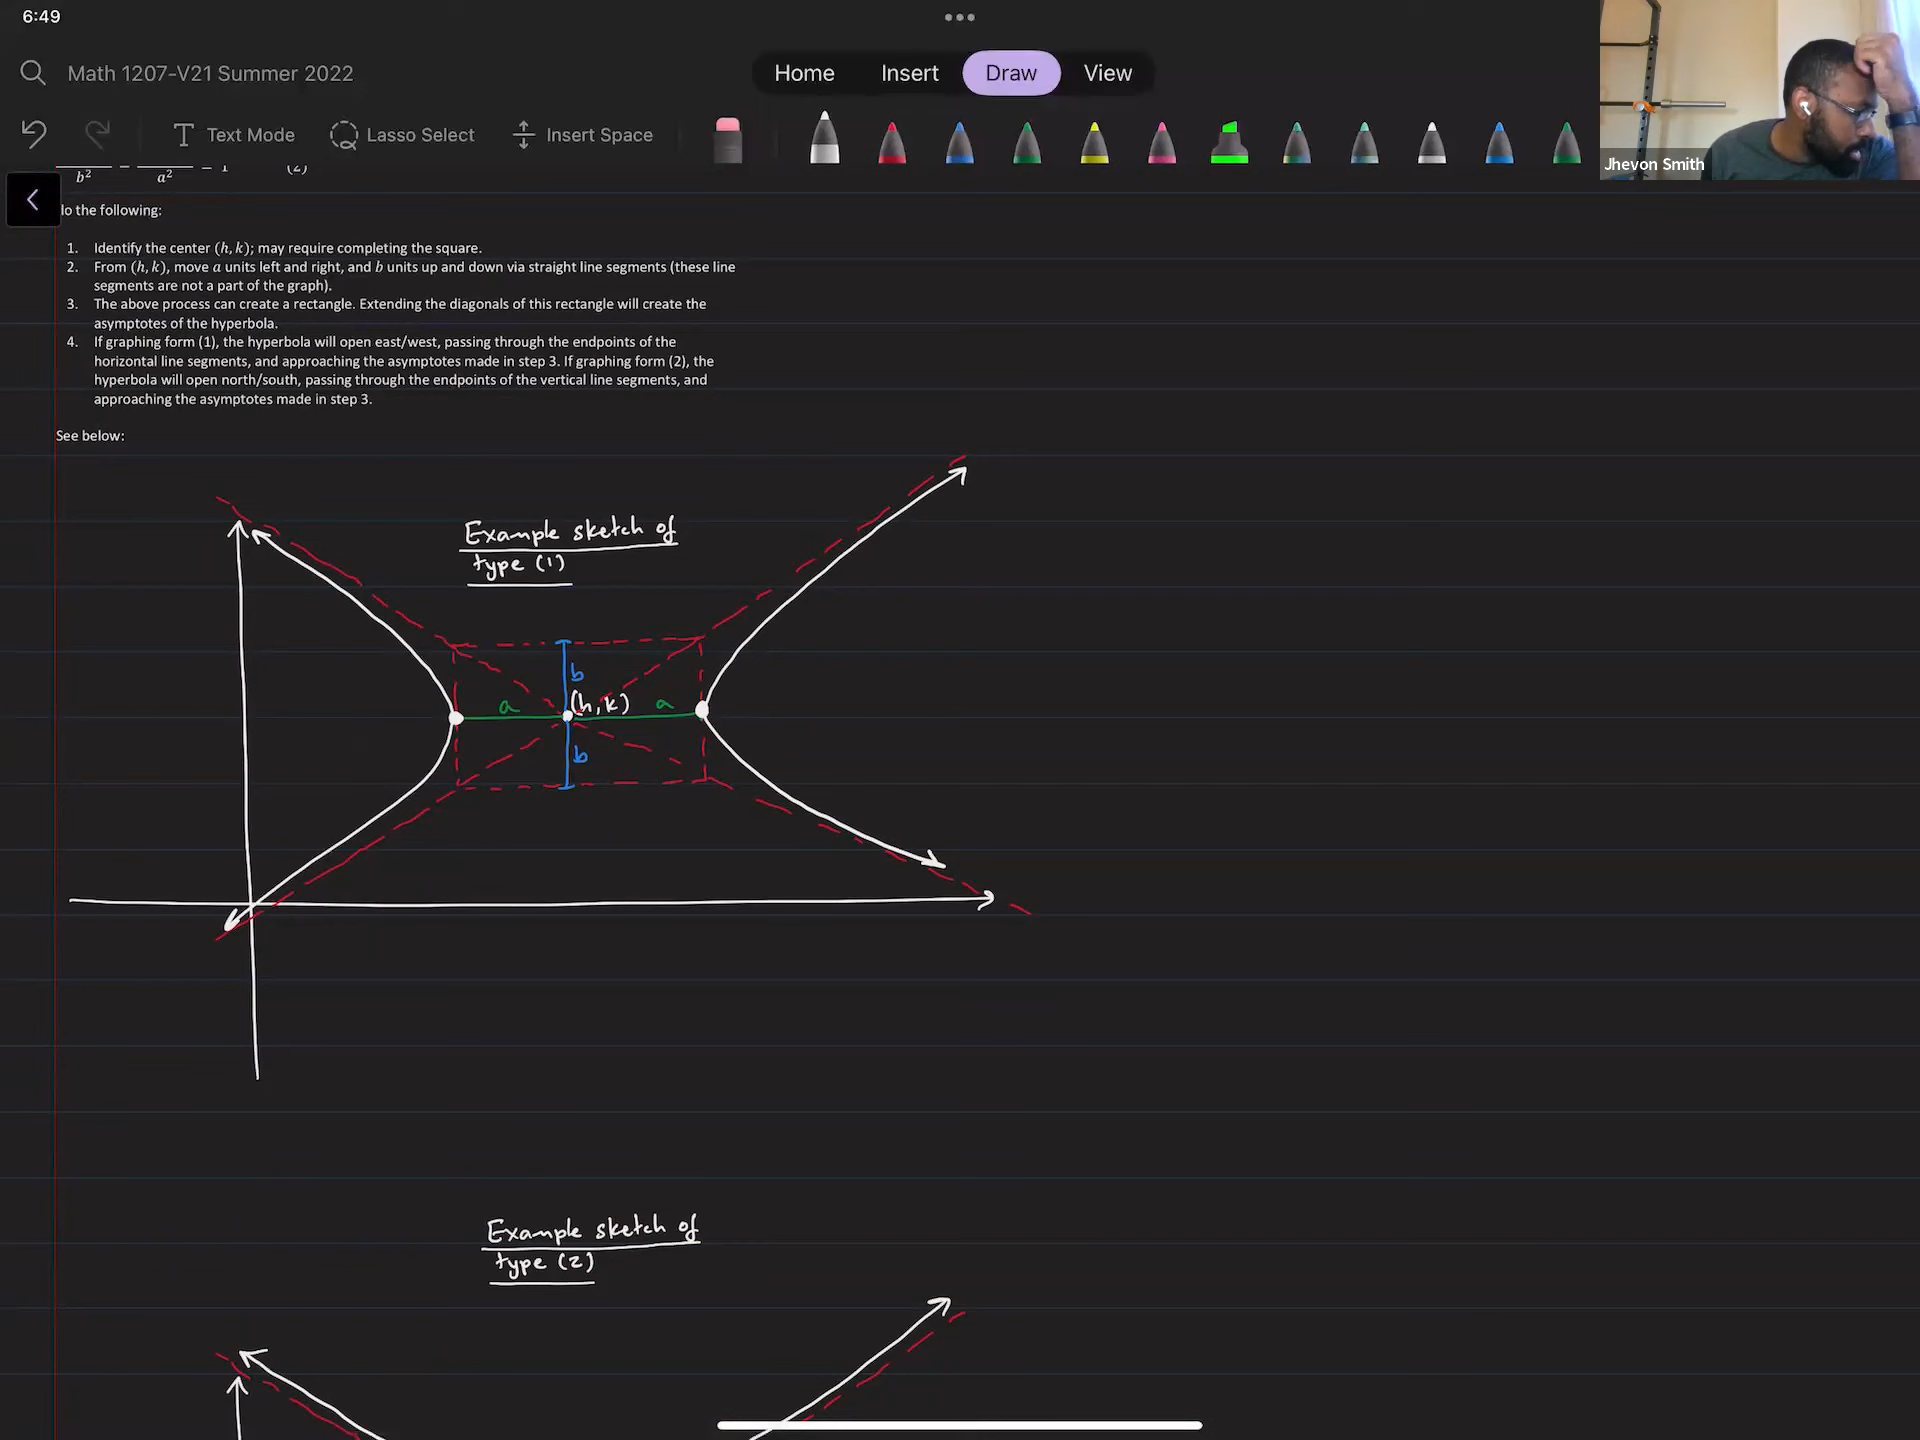 6:49
Math 1207-V21 Summer 2022
Home Insert Draw View
Text Mode Lasso Select Insert Space
Jhevon Smith
b² − a² = 1 (2)
do the following:
1. Identify the center (h, k); may require completing the square.
2. From (h, k), move a units left and right, and b units up and down via straight line segments (these line
segments are not a part of the graph).
3. The above process can create a rectangle. Extending the diagonals of this rectangle will create the
asymptotes of the hyperbola.
4. If graphing form (1), the hyperbola will open east/west, passing through the endpoints of the
horizontal line segments, and approaching the asymptotes made in step 3. If graphing form (2), the
hyperbola will open north/south, passing through the endpoints of the vertical line segments, and
approaching the asymptotes made in step 3.
See below:
Example sketch of
type (1)
b
a (h, k) a
b
Example sketch of
type (2)